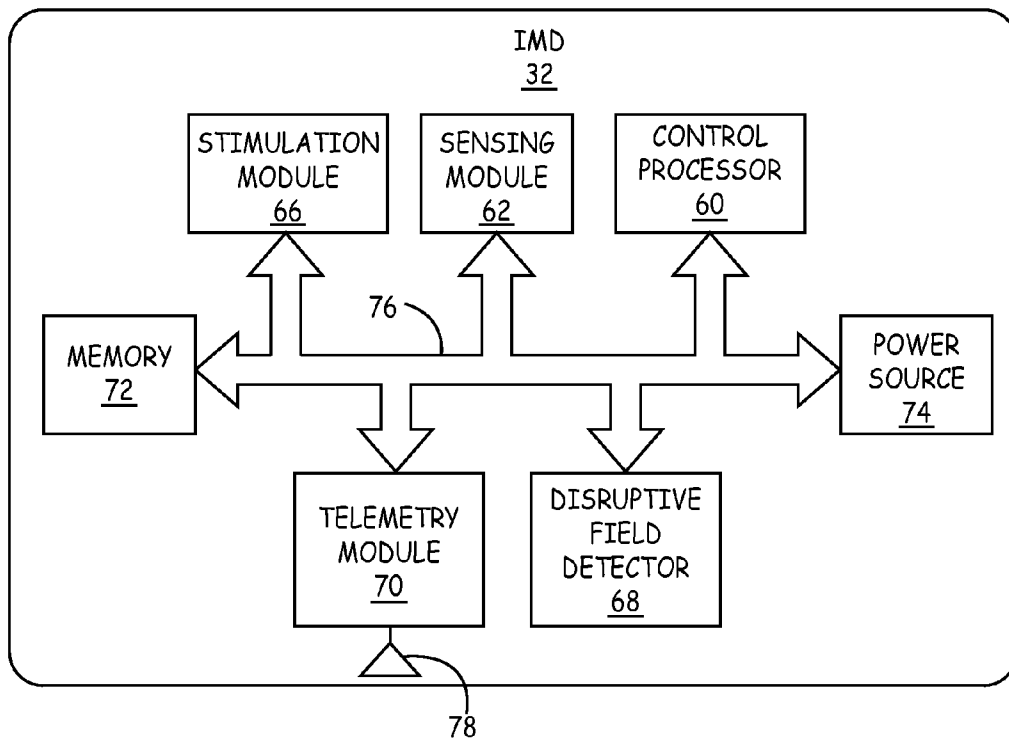 IMD
32
STIMULATION
MODULE
66
SENSING
MODULE
62
CONTROL
PROCESSOR
60
76
MEMORY
72
POWER
SOURCE
74
TELEMETRY
MODULE
70
DISRUPTIVE
FIELD
DETECTOR
68
78